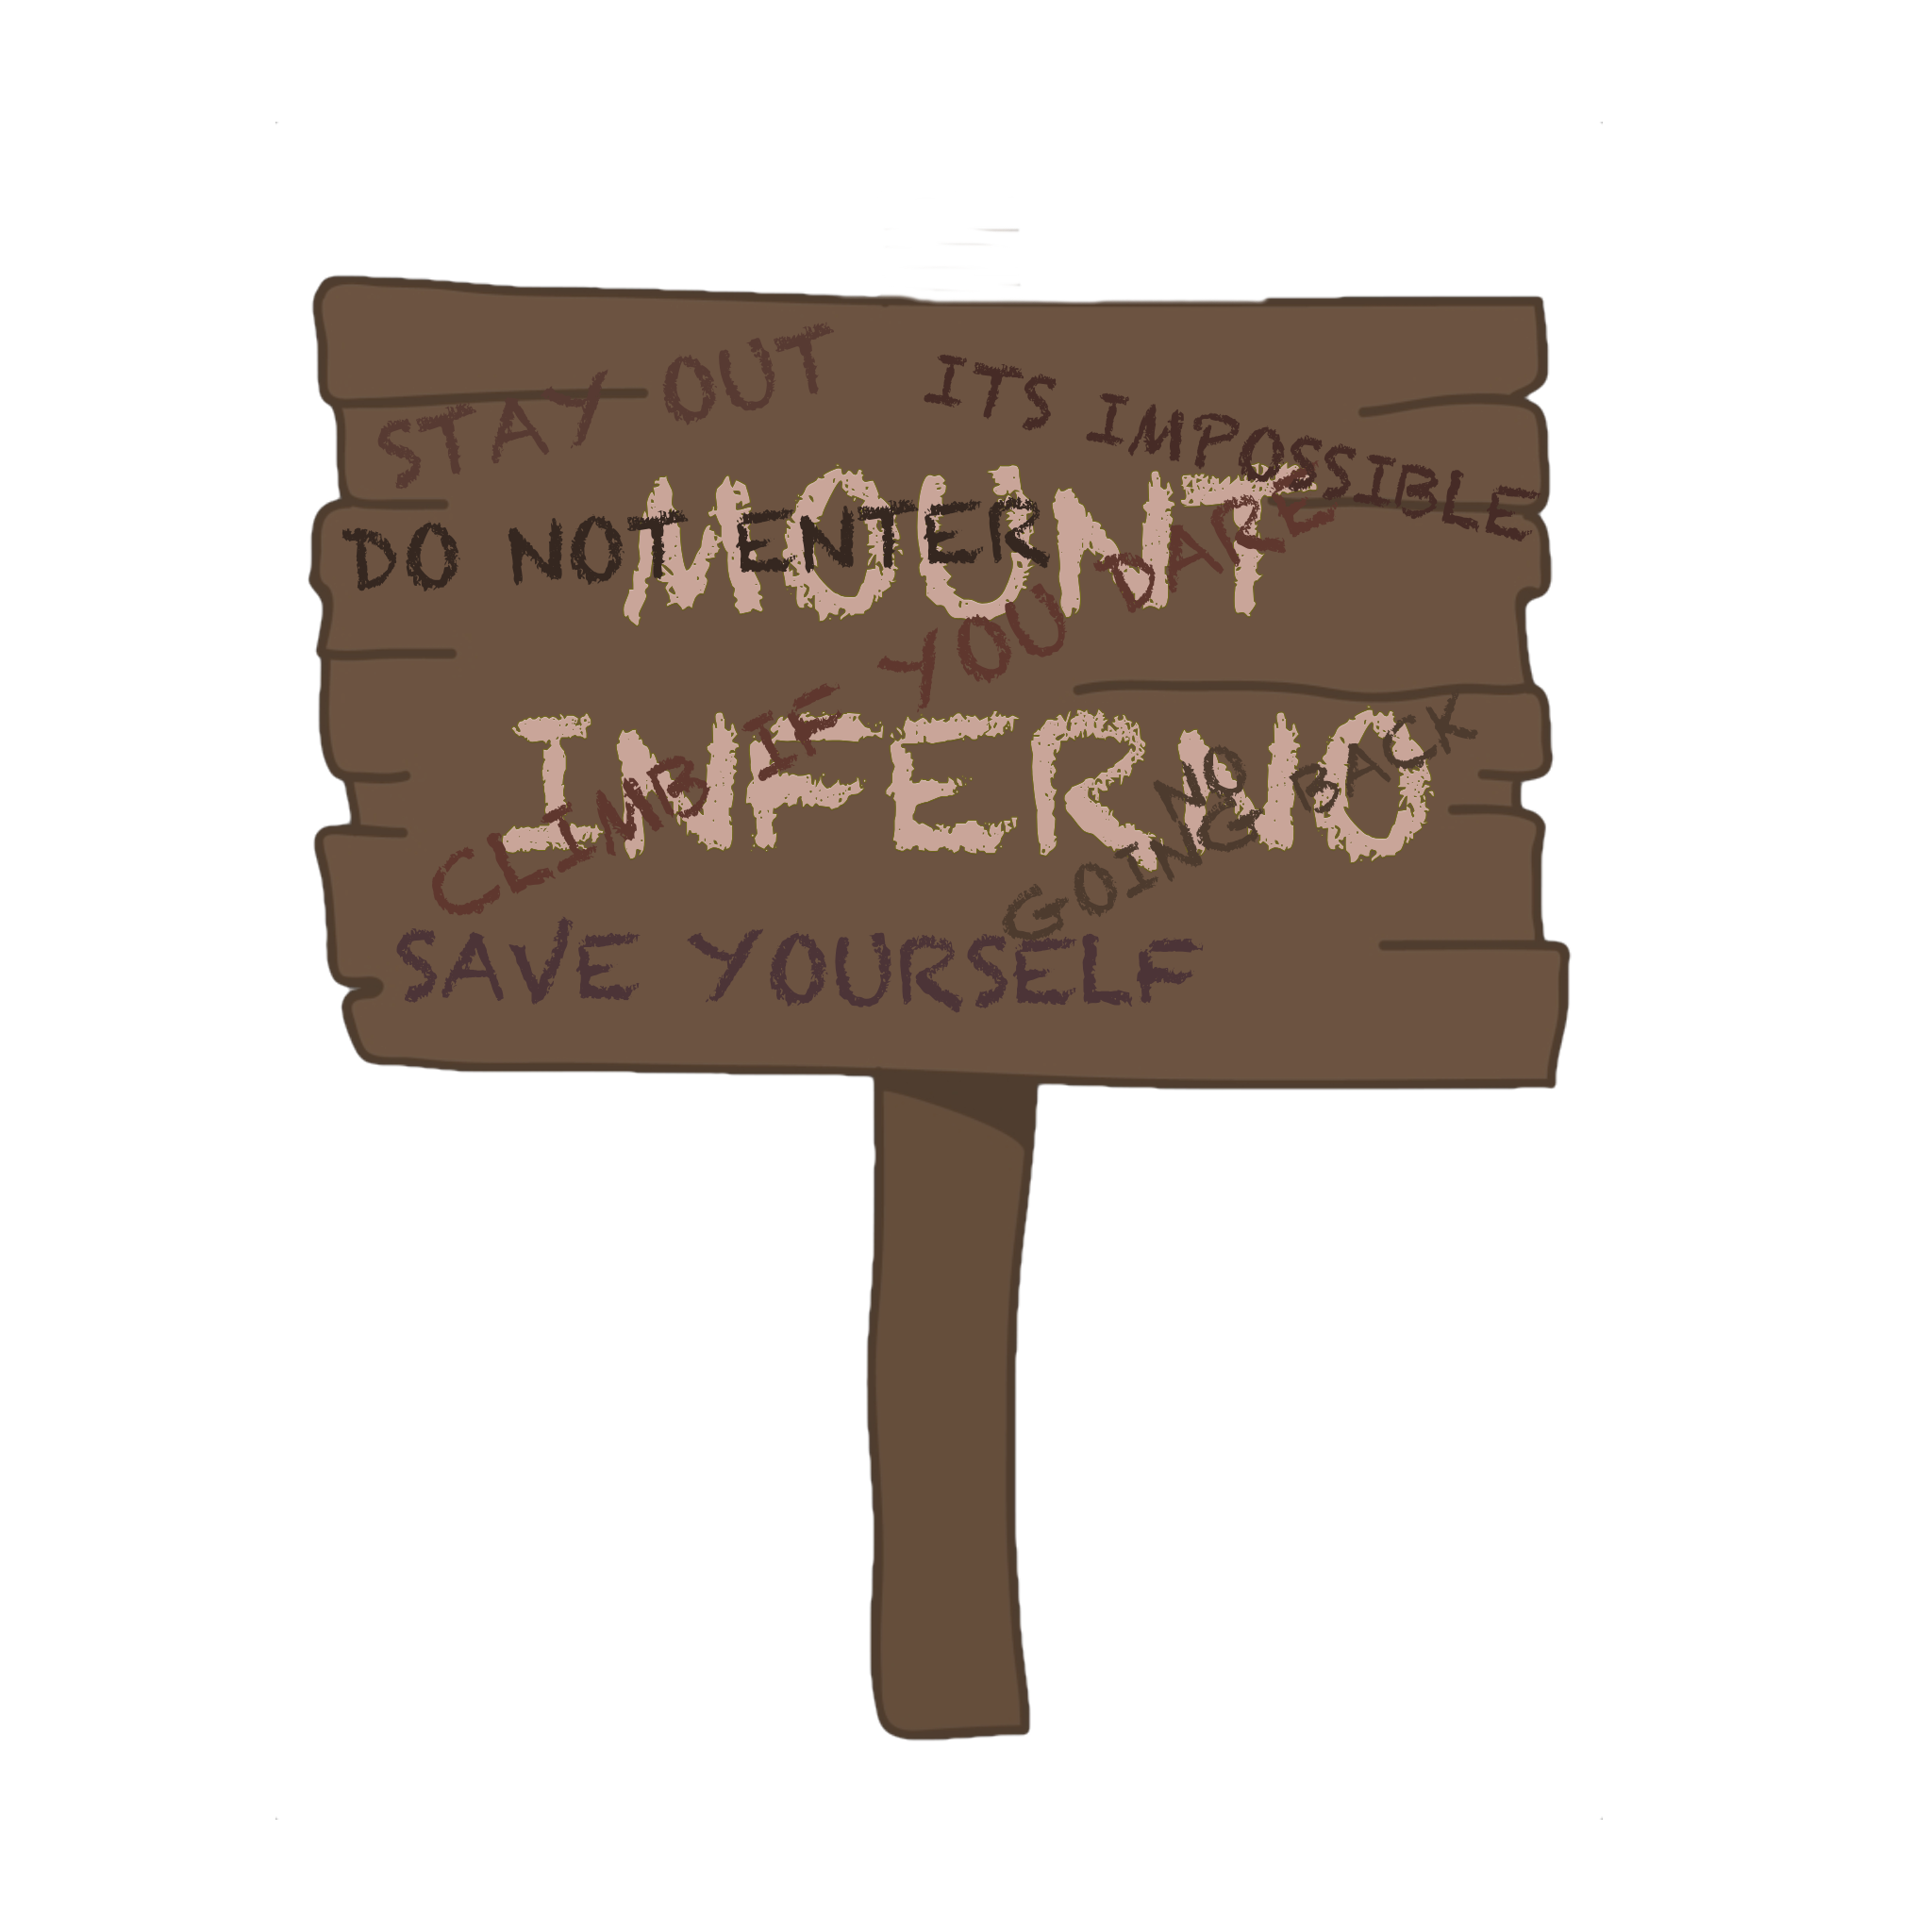 STAY OUT
ITS IMPOSSIBLE
DO NOT ENTER
MOUNT
CLIMB IF YOU DARE
INFERNO
NO GOING BACK
SAVE YOURSELF